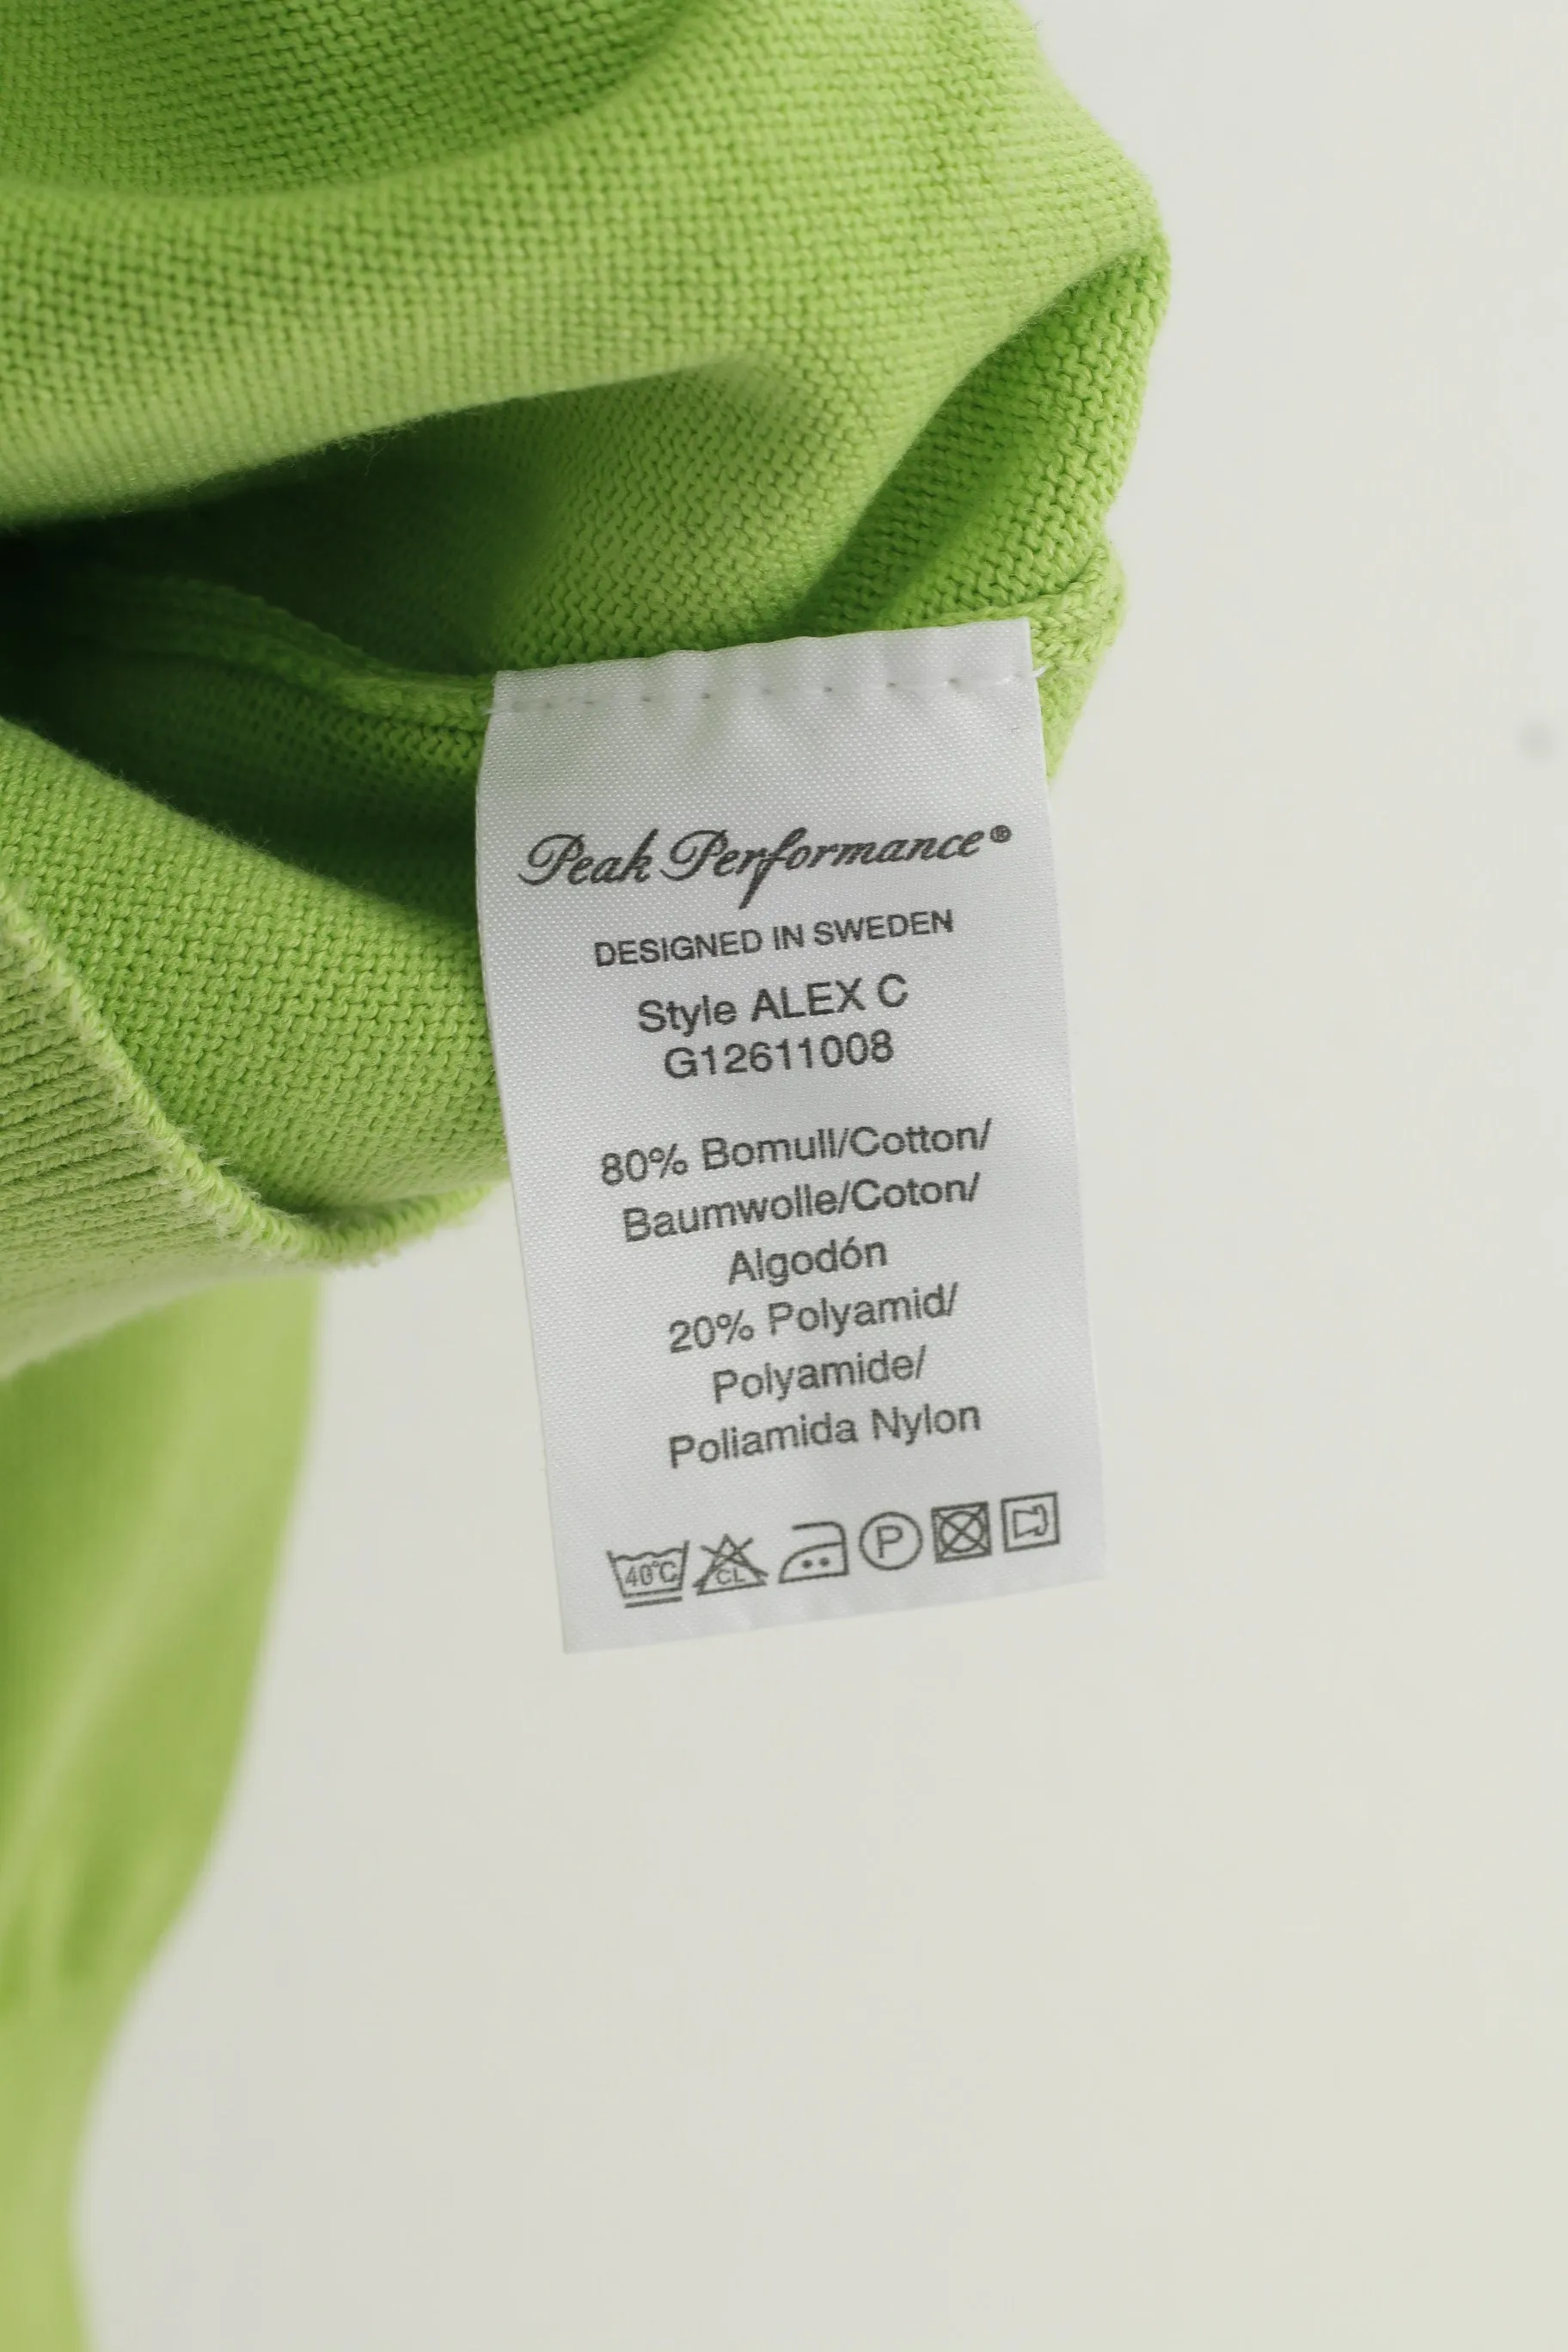 Peak Performance®
DESIGNED IN SWEDEN
Style ALEX C
G12611008
80% Bomull/Cotton/
Baumwolle/Coton/
Algodón
20% Polyamid/
Polyamide/
Poliamida Nylon
40°C CL P